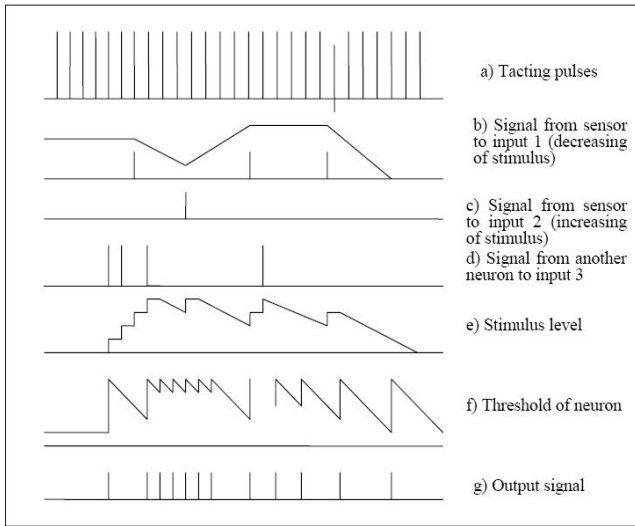 a) Tacting pulses
b) Signal from sensor
to input 1 (decreasing
of stimulus)
c) Signal from sensor
to input 2 (increasing
of stimulus)
d) Signal from another
neuron to input 3
e) Stimulus level
f) Threshold of neuron
g) Output signal